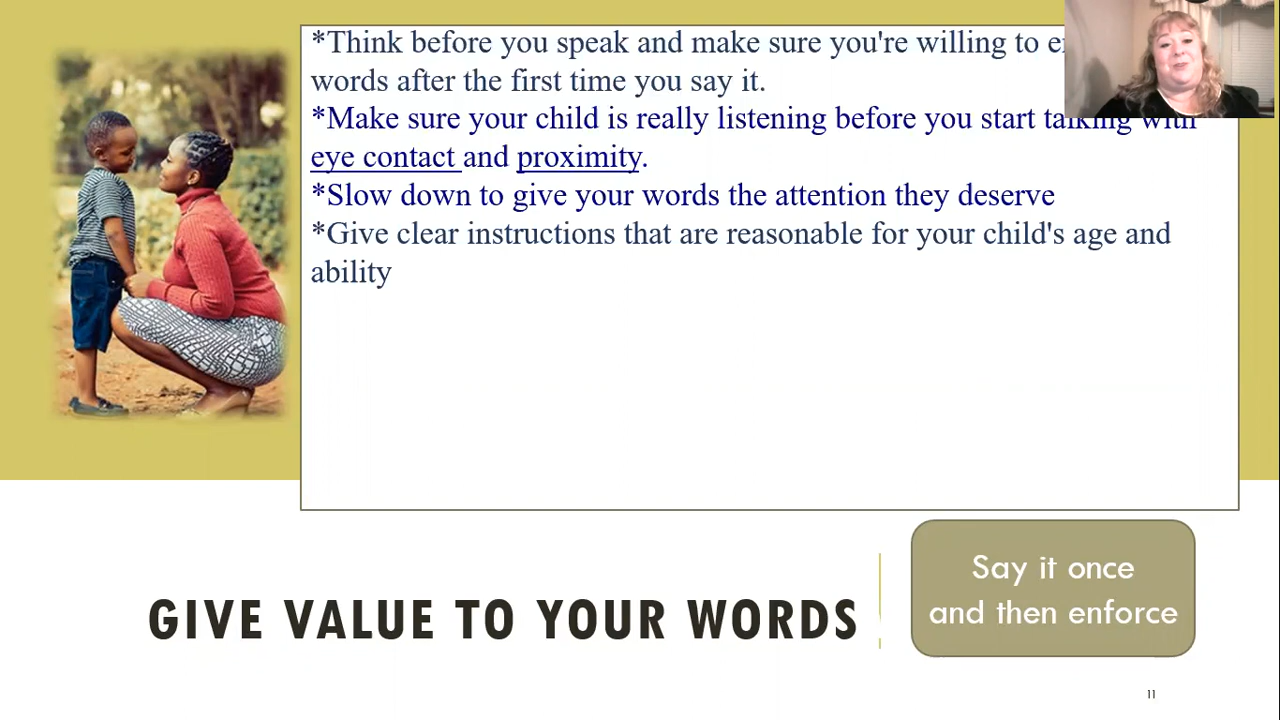 *Think before you speak and make sure you're willing to
words after the first time you say it.
*Make sure your child is really listening before you start talking with
eye contact and proximity.
*Slow down to give your words the attention they deserve
*Give clear instructions that are reasonable for your child's age and
ability
GIVE VALUE TO YOUR WORDS
Say it once
and then enforce
11